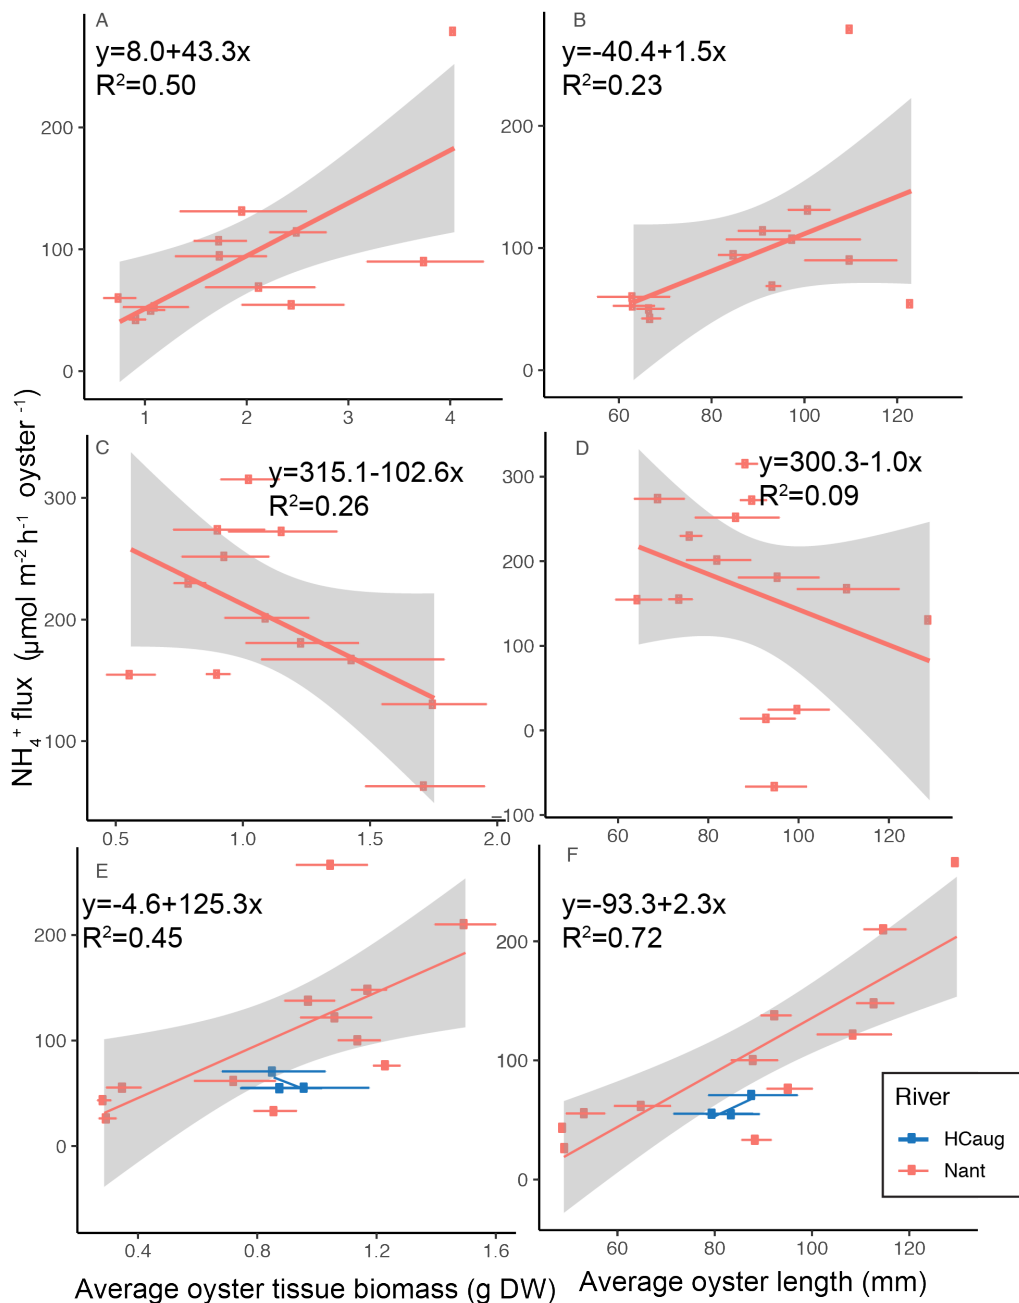 A
y=8.0+43.3x
R²=0.50
200
100
0
1 2 3 4
B
y=-40.4+1.5x
R²=0.23
200
100
0
60 80 100 120
NH₄⁺ flux (µmol m⁻² h⁻¹ oyster⁻¹)
C
y=315.1-102.6x
R²=0.26
300
200
100
0.5 1.0 1.5 2.0
D
y=300.3-1.0x
R²=0.09
300
200
100
0
−100
60 80 100 120
E
y=-4.6+125.3x
R²=0.45
200
100
0
0.4 0.8 1.2 1.6
Average oyster tissue biomass (g DW)
F
y=-93.3+2.3x
R²=0.72
200
100
0
60 80 100 120
Average oyster length (mm)
River
HCaug
Nant